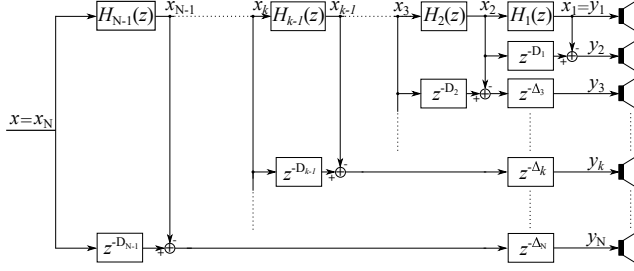 H_{N-1}(z) x_{N-1} x_k H_{k-1}(z) x_{k-1} x_3 H_2(z) x_2 H_1(z) x_1=y_1
z^{-D_1} + - y_2
z^{-D_2} + - z^{-Δ_3} y_3
x=x_N
z^{-D_{k-1}} + - z^{-Δ_k} y_k
z^{-D_{N-1}} + - z^{-Δ_N} y_N